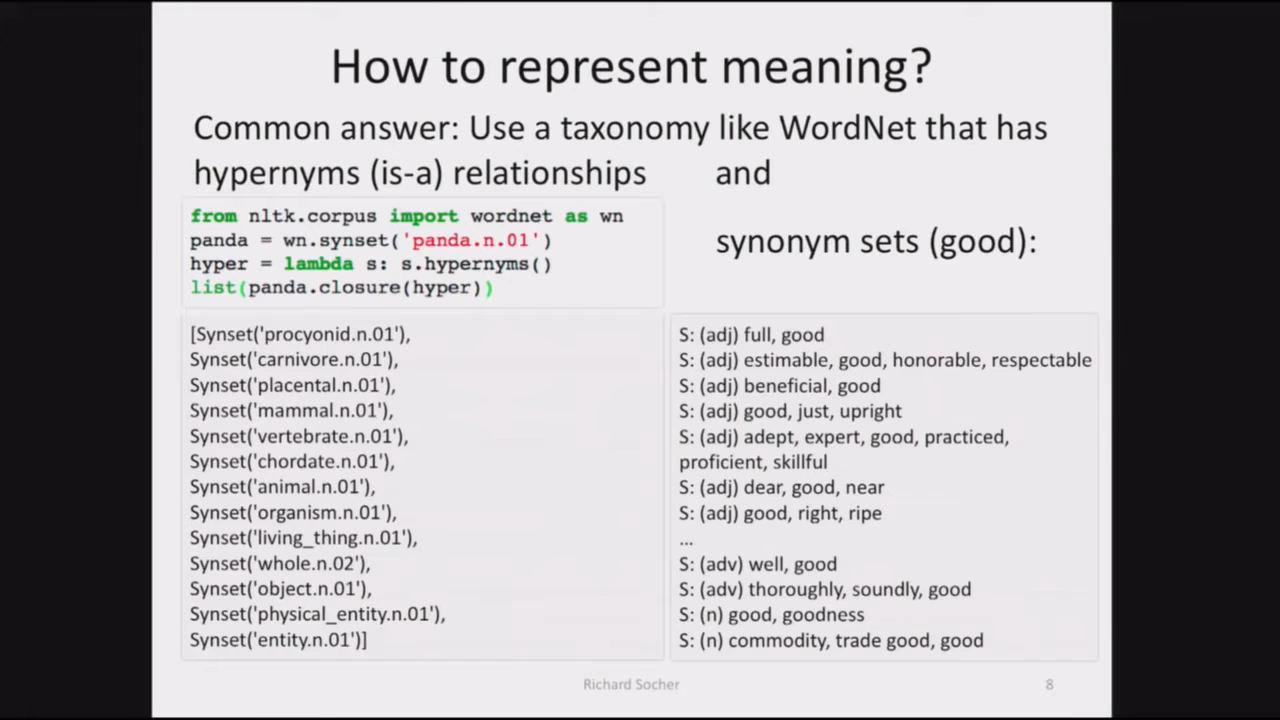 How to represent meaning?
Common answer: Use a taxonomy like WordNet that has
hypernyms (is-a) relationships and
synonym sets (good):
from nltk.corpus import wordnet as wn
panda = wn.synset('panda.n.01')
hyper = lambda s: s.hypernyms()
list(panda.closure(hyper))
[Synset('procyonid.n.01'),
Synset('carnivore.n.01'),
Synset('placental.n.01'),
Synset('mammal.n.01'),
Synset('vertebrate.n.01'),
Synset('chordate.n.01'),
Synset('animal.n.01'),
Synset('organism.n.01'),
Synset('living_thing.n.01'),
Synset('whole.n.02'),
Synset('object.n.01'),
Synset('physical_entity.n.01'),
Synset('entity.n.01')]
S: (adj) full, good
S: (adj) estimable, good, honorable, respectable
S: (adj) beneficial, good
S: (adj) good, just, upright
S: (adj) adept, expert, good, practiced,
proficient, skillful
S: (adj) dear, good, near
S: (adj) good, right, ripe
...
S: (adv) well, good
S: (adv) thoroughly, soundly, good
S: (n) good, goodness
S: (n) commodity, trade good, good
Richard Socher
8